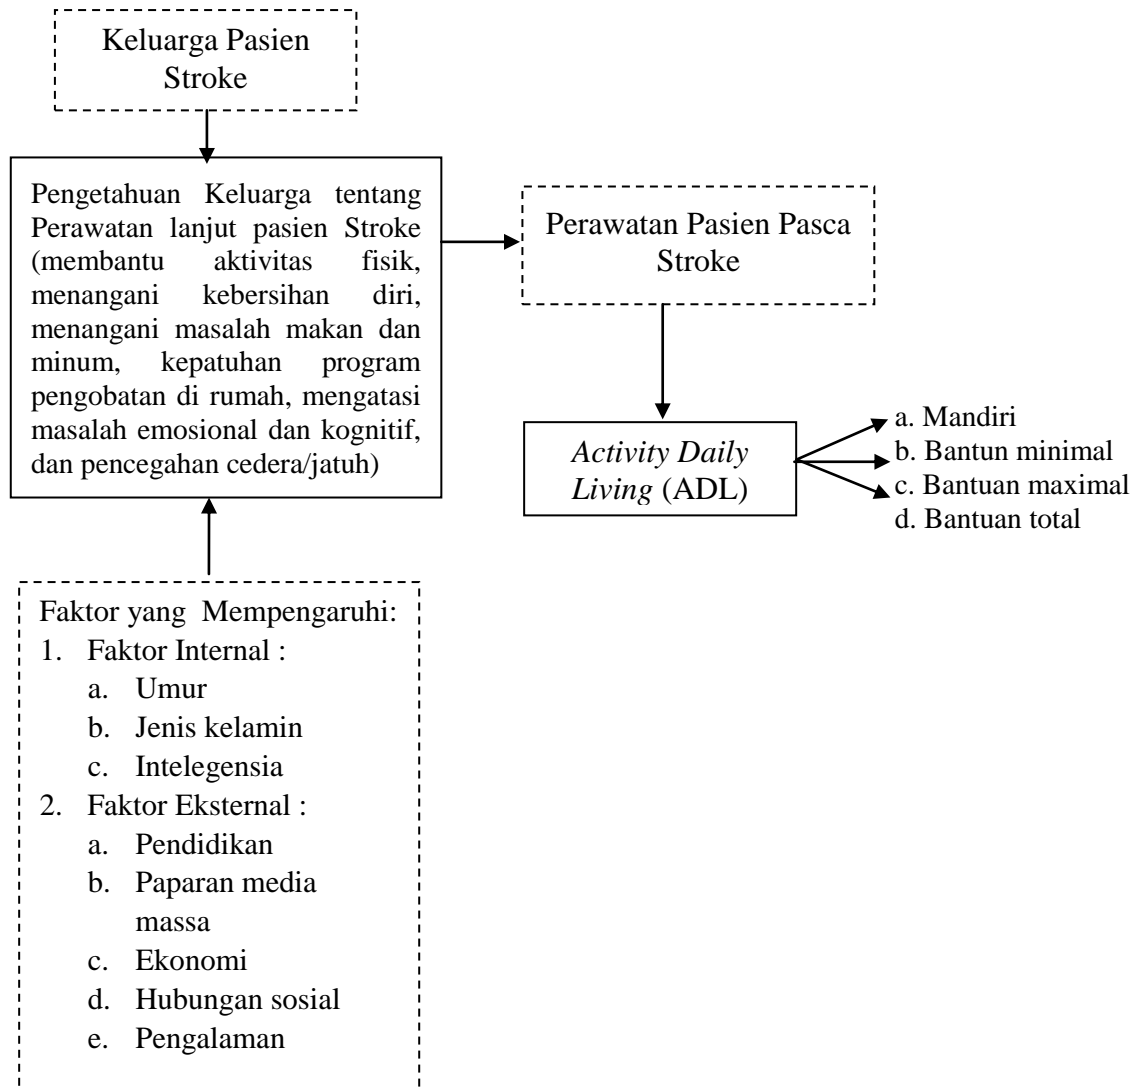 Keluarga Pasien
Stroke
Pengetahuan Keluarga tentang
Perawatan lanjut pasien Stroke
(membantu aktivitas fisik,
menangani kebersihan diri,
menangani masalah makan dan
minum, kepatuhan program
pengobatan di rumah, mengatasi
masalah emosional dan kognitif,
dan pencegahan cedera/jatuh)
Perawatan Pasien Pasca
Stroke
Activity Daily
Living (ADL)
a. Mandiri
b. Bantun minimal
c. Bantuan maximal
d. Bantuan total
Faktor yang Mempengaruhi:
1. Faktor Internal :
a. Umur
b. Jenis kelamin
c. Intelegensia
2. Faktor Eksternal :
a. Pendidikan
b. Paparan media
massa
c. Ekonomi
d. Hubungan sosial
e. Pengalaman